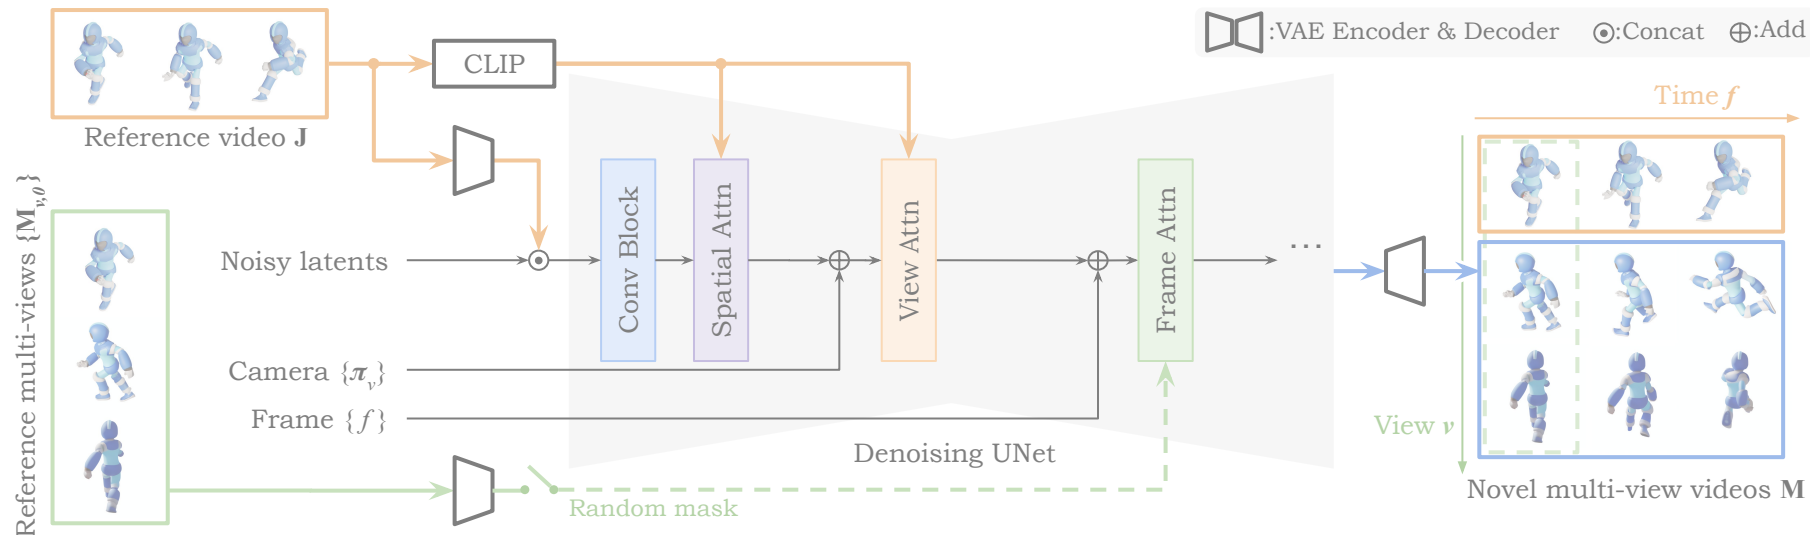 :VAE Encoder & Decoder
:Concat
:Add
CLIP
Reference video J
Time f
Reference multi-views {M_{v,0}}
Conv Block
Spatial Attn
View Attn
Frame Attn
Noisy latents
...
Camera {π_v}
Frame {f}
View v
Denoising UNet
Random mask
Novel multi-view videos M